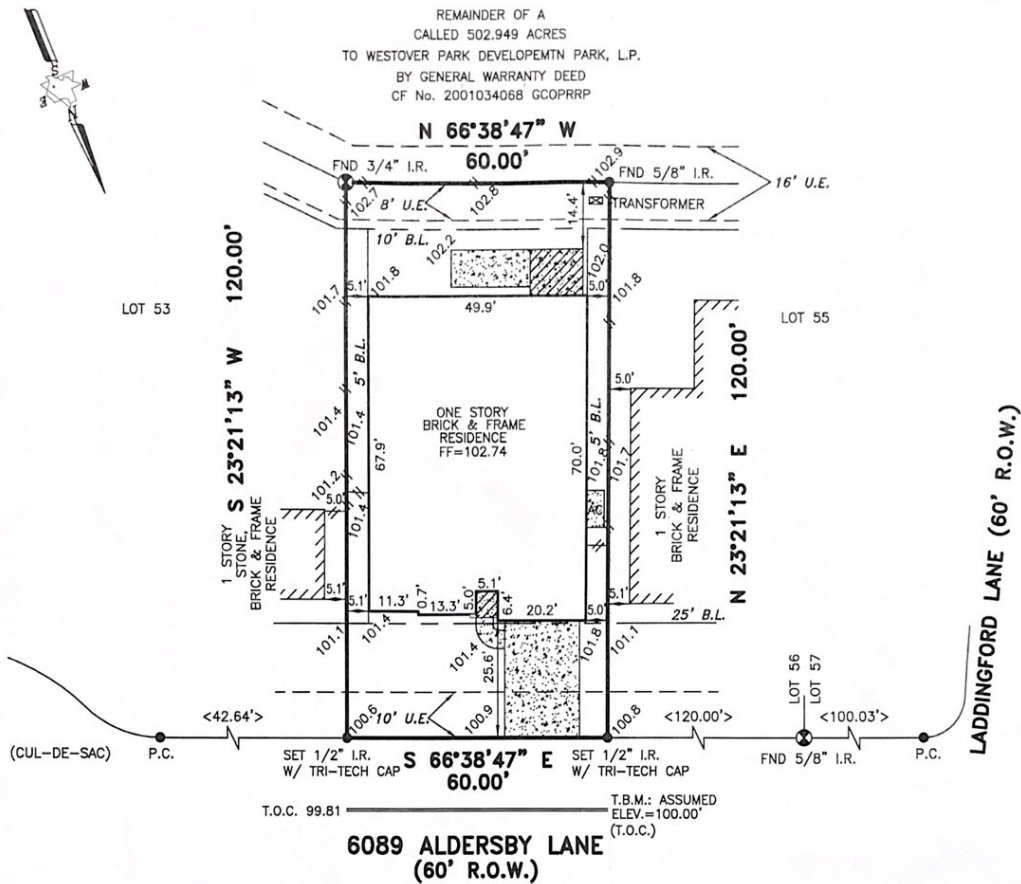 REMAINDER OF A
CALLED 502.949 ACRES
TO WESTOVER PARK DEVELOPEMTN PARK, L.P.
BY GENERAL WARRANTY DEED
CF No. 2001034068 GCOPRRP
S
W
E
N
N 66°38'47" W
60.00'
FND 3/4" I.R.
FND 5/8" I.R.
102.9
16' U.E.
102.7
8' U.E.
102.8
14.4'
TRANSFORMER
10' B.L.
102.2
102.0
101.7
5.1'
101.8
49.9'
5.0'
101.8
S 23°21'13" W 120.00'
LOT 53
LOT 55
N 23°21'13" E 120.00'
5' B.L.
101.4
101.4
67.9'
ONE STORY
BRICK & FRAME
RESIDENCE
FF=102.74
70.0'
5' B.L.
101.8
101.7
5.0'
101.2
5.0'
101.4
AC
1 STORY
STONE,
BRICK & FRAME
RESIDENCE
1 STORY
BRICK & FRAME
RESIDENCE
5.1'
5.1'
11.3'
0.7'
13.3'
5.0'
5.1'
6.4'
20.2'
5.0'
5.1'
25' B.L.
101.1
101.4
101.4
25.6'
101.8
101.1
LADDINGFORD LANE (60' R.O.W.)
10' U.E.
100.6
100.9
100.8
<42.64'>
<120.00'>
LOT 56
LOT 57
<100.03'>
(CUL-DE-SAC)
P.C.
SET 1/2" I.R.
W/ TRI-TECH CAP
S 66°38'47" E
60.00'
SET 1/2" I.R.
W/ TRI-TECH CAP
FND 5/8" I.R.
P.C.
T.O.C. 99.81
T.B.M.: ASSUMED
ELEV.=100.00'
(T.O.C.)
6089 ALDERSBY LANE
(60' R.O.W.)